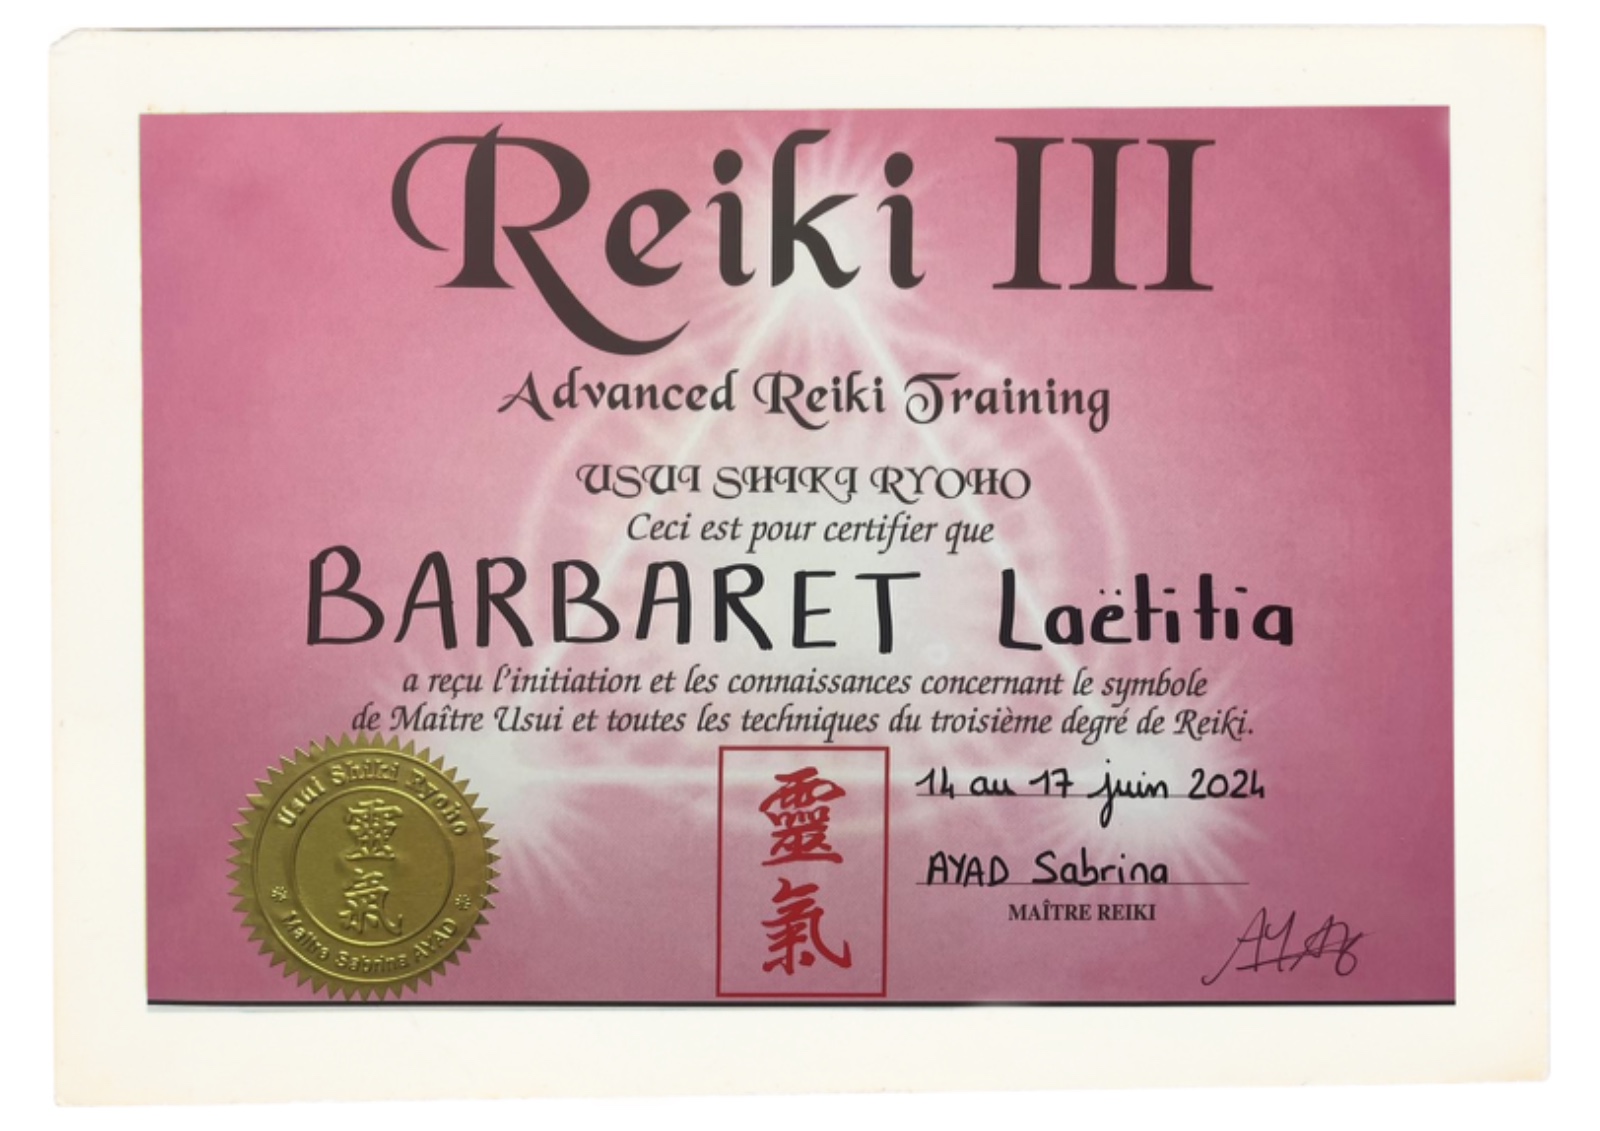 Reiki III
Advanced Reiki Training
USUI SHIKI RYOHO
Ceci est pour certifier que
BARBARET Laëtitia
a reçu l'initiation et les connaissances concernant le symbole
de Maître Usui et toutes les techniques du troisième degré de Reiki.
Usui Shiki Ryoho
靈氣
Maître Sabrina AYAD
靈氣
14 au 17 juin 2024
AYAD Sabrina
MAÎTRE REIKI